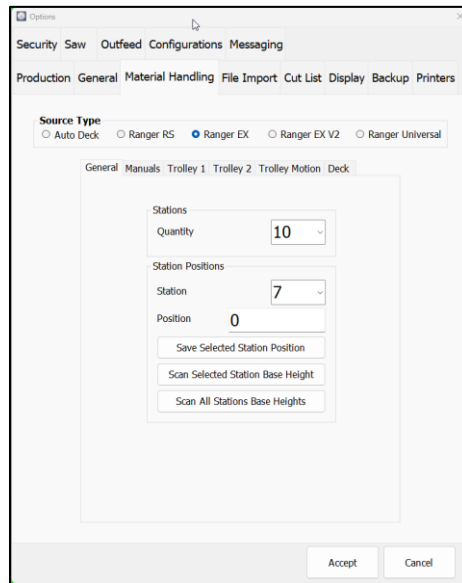 Options
Security Saw Outfeed Configurations Messaging
Production General Material Handling File Import Cut List Display Backup Printers
Source Type
Auto Deck Ranger RS Ranger EX Ranger EX V2 Ranger Universal
General Manuals Trolley 1 Trolley 2 Trolley Motion Deck
Stations
Quantity 10
Station Positions
Station 7
Position 0
Save Selected Station Position
Scan Selected Station Base Height
Scan All Stations Base Heights
Accept Cancel